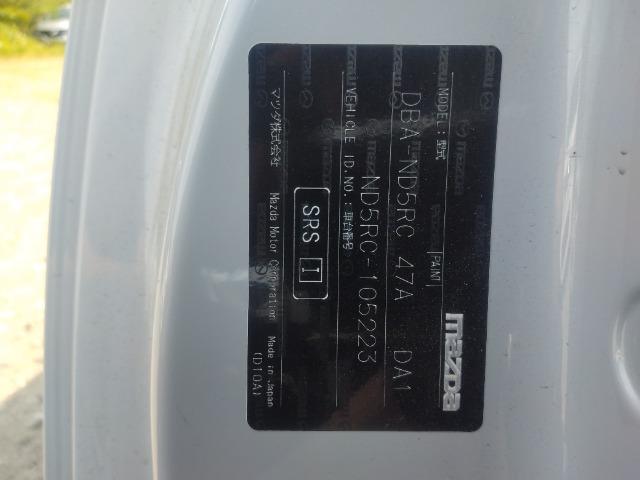 mazda
MODEL: 型式
PAINT
DBA-ND5RC 47A DA1
VEHICLE ID.NO.: 車台番号
ND5RC-105223
SRS I
マツダ株式会社 Mazda Motor Corporation Made in Japan
(D10A)